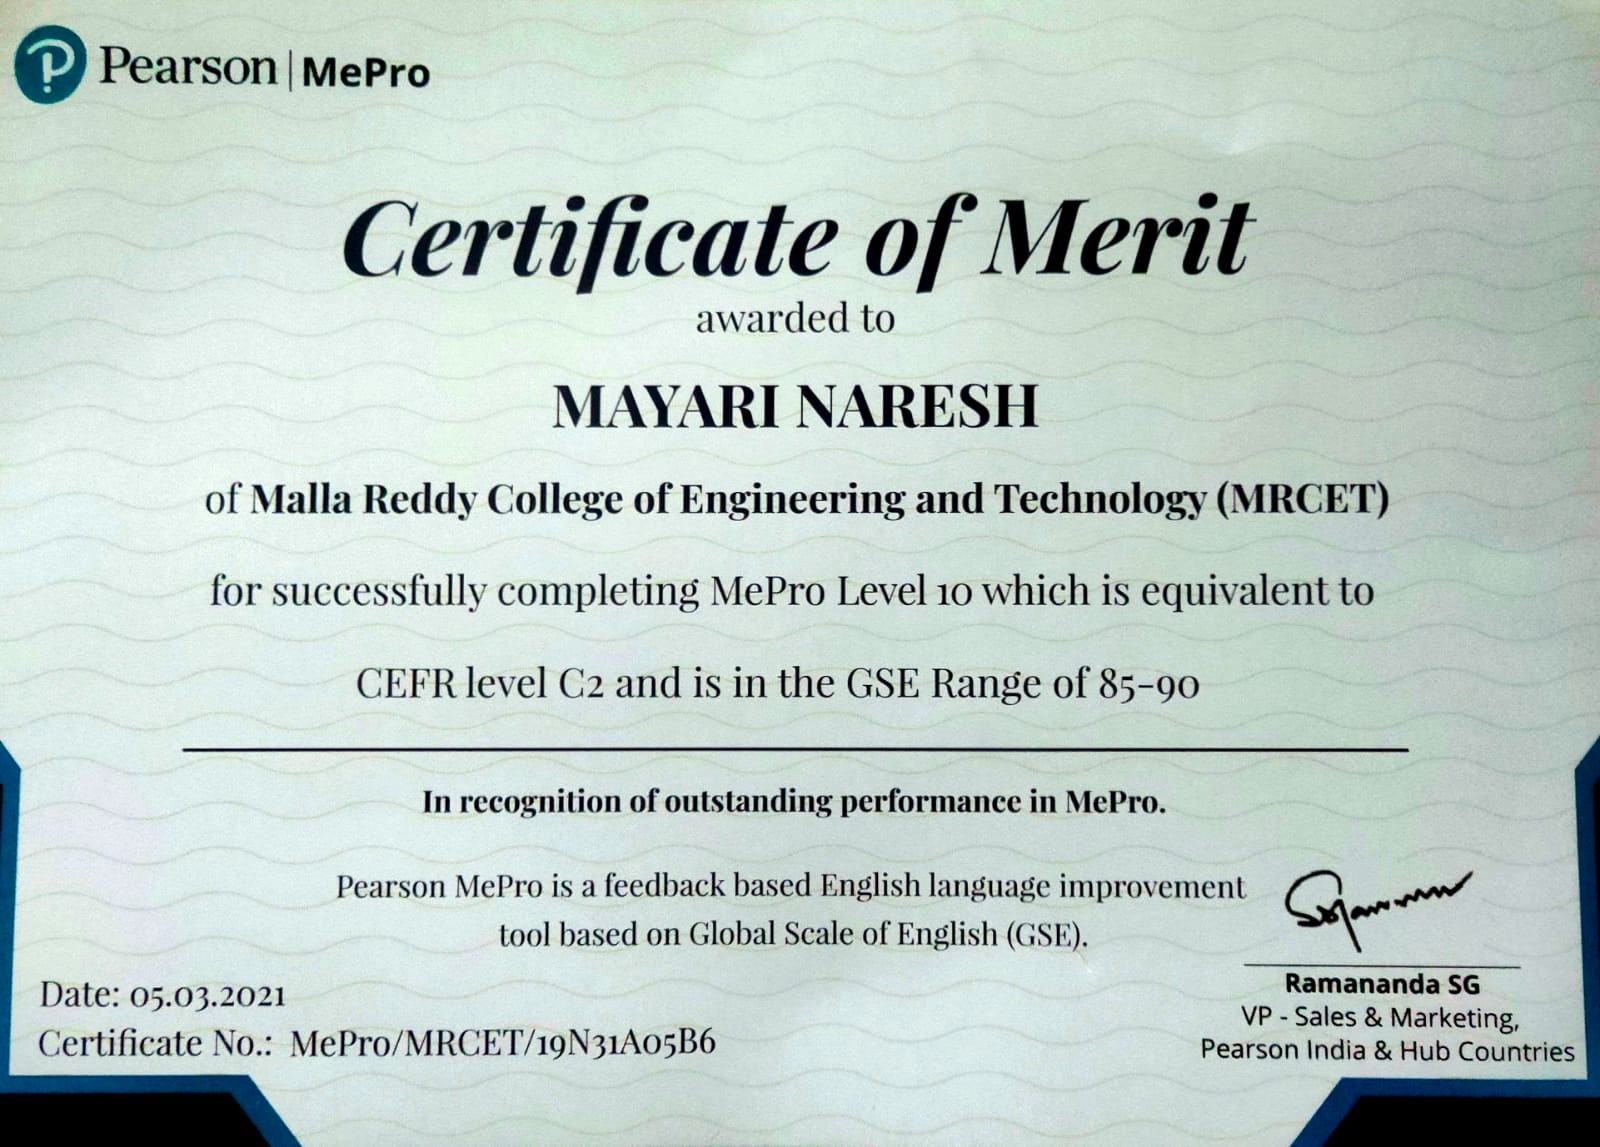 Pearson | MePro
Certificate of Merit
awarded to
MAYARI NARESH
of Malla Reddy College of Engineering and Technology (MRCET)
for successfully completing MePro Level 10 which is equivalent to
CEFR level C2 and is in the GSE Range of 85-90
In recognition of outstanding performance in MePro.
Pearson MePro is a feedback based English language improvement
tool based on Global Scale of English (GSE).
Date: 05.03.2021
Certificate No.: MePro/MRCET/19N31A05B6
Ramananda SG
VP - Sales & Marketing,
Pearson India & Hub Countries